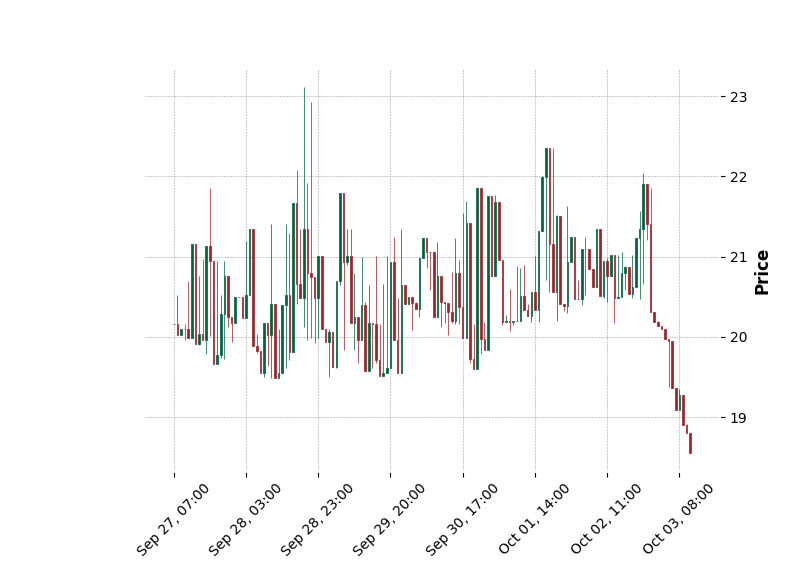 23
22
21
20
19
Price
Sep 27, 07:00
Sep 28, 03:00
Sep 28, 23:00
Sep 29, 20:00
Sep 30, 17:00
Oct 01, 14:00
Oct 02, 11:00
Oct 03, 08:00